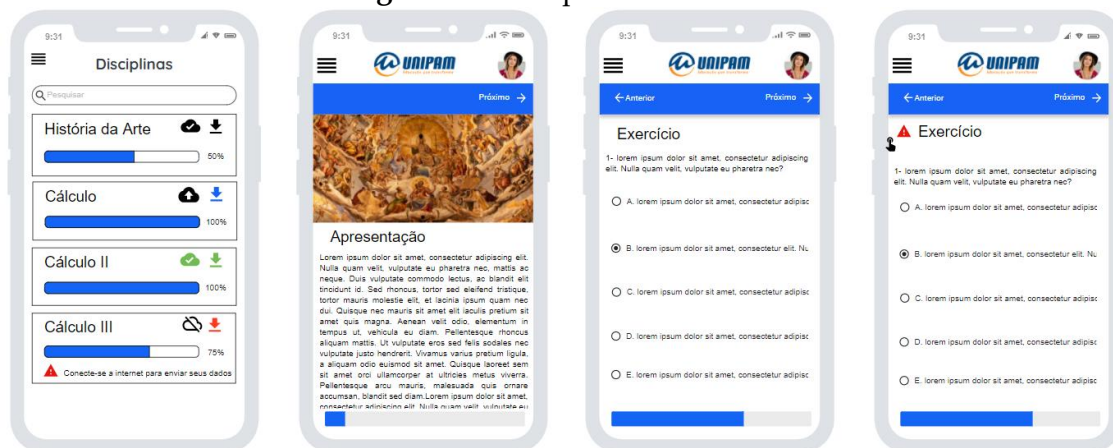 9:31
Disciplinas
Pesquisar
História da Arte
50%
Cálculo
100%
Cálculo II
100%
Cálculo III
75%
Conecte-se a internet para enviar seus dados
9:31
UNIPAM
Próximo →
Apresentação
Lorem ipsum dolor sit amet, consectetur adipiscing elit.
Nulla quam velit, vulputate eu pharetra nec, mattis ac
neque. Duis vulputate commodo lectus, ac blandit elit
tincidunt id. Sed rhoncus, tortor sed eleifend tristique,
tortor mauris molestie elit, et lacinia ipsum quam nec
dui. Quisque nec mauris sit amet elit iaculis pretium sit
amet quis magna. Aenean velit odio, elementum in
tempus ut, vehicula eu diam. Pellentesque rhoncus
aliquam mattis. Ut vulputate eros sed felis sodales nec
vulputate justo hendrerit. Vivamus varius pretium ligula,
a aliquam odio euismod sit amet. Quisque laoreet sem
sit amet orci ullamcorper at ultricies metus viverra.
Pellentesque arcu mauris, malesuada quis ornare
accumsan, blandit sed diam.Lorem ipsum dolor sit amet,
consectetur adipiscing elit. Nulla quam velit, vulputate eu
9:31
UNIPAM
← Anterior
Próximo →
Exercício
1- lorem ipsum dolor sit amet, consectetur adipiscing
elit. Nulla quam velit, vulputate eu pharetra nec?
A. lorem ipsum dolor sit amet, consectetur adipisc
B. lorem ipsum dolor sit amet, consectetur elit. Nu
C. lorem ipsum dolor sit amet, consectetur adipisc
D. lorem ipsum dolor sit amet, consectetur adipisc
E. lorem ipsum dolor sit amet, consectetur adipisc
9:31
UNIPAM
← Anterior
Próximo →
Exercício
1- lorem ipsum dolor sit amet, consectetur adipiscing
elit. Nulla quam velit, vulputate eu pharetra nec?
A. lorem ipsum dolor sit amet, consectetur adipisc
B. lorem ipsum dolor sit amet, consectetur elit. Nu
C. lorem ipsum dolor sit amet, consectetur adipisc
D. lorem ipsum dolor sit amet, consectetur adipisc
E. lorem ipsum dolor sit amet, consectetur adipisc